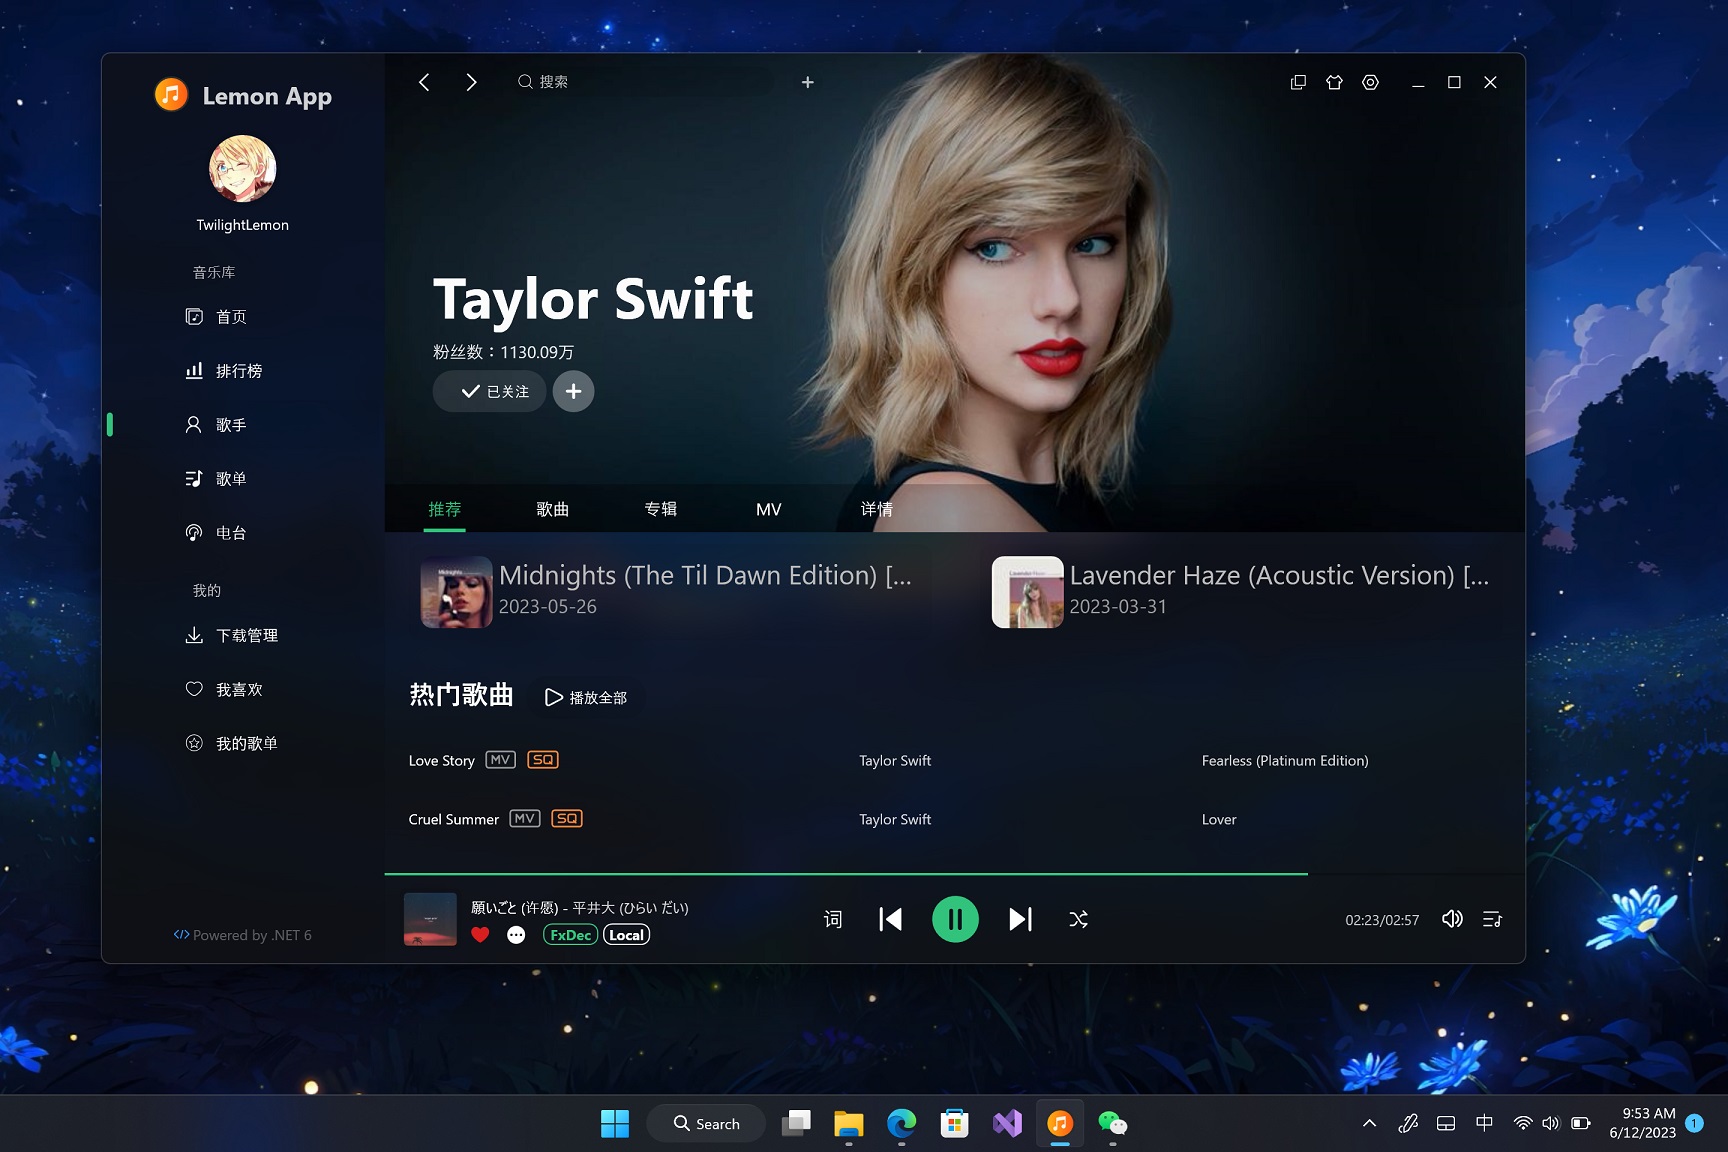 Lemon App
TwilightLemon
音乐库
首页
排行榜
歌手
歌单
电台
我的
下载管理
我喜欢
我的歌单
Powered by .NET 6
搜索
Taylor Swift
粉丝数：1130.09万
已关注
推荐 歌曲 专辑 MV 详情
Midnights (The Til Dawn Edition) [...
2023-05-26
Lavender Haze (Acoustic Version) [...
2023-03-31
热门歌曲 播放全部
Love Story MV SQ Taylor Swift Fearless (Platinum Edition)
Cruel Summer MV SQ Taylor Swift Lover
願いごと (许愿) - 平井大 (ひらい だい)
FxDec Local
词
02:23/02:57
Search
中
9:53 AM
6/12/2023
1